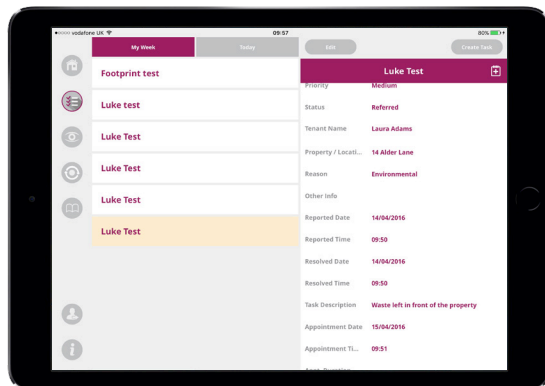 vodafone UK
09:57
80%
My Week
Today
Edit
Create Task
Footprint test
Luke test
Luke Test
Luke Test
Luke Test
Luke Test
Luke Test
Priority Medium
Status Referred
Tenant Name Laura Adams
Property / Locati... 14 Alder Lane
Reason Environmental
Other Info
Reported Date 14/04/2016
Reported Time 09:50
Resolved Date 14/04/2016
Resolved Time 09:50
Task Description Waste left in front of the property
Appointment Date 15/04/2016
Appointment Ti... 09:51